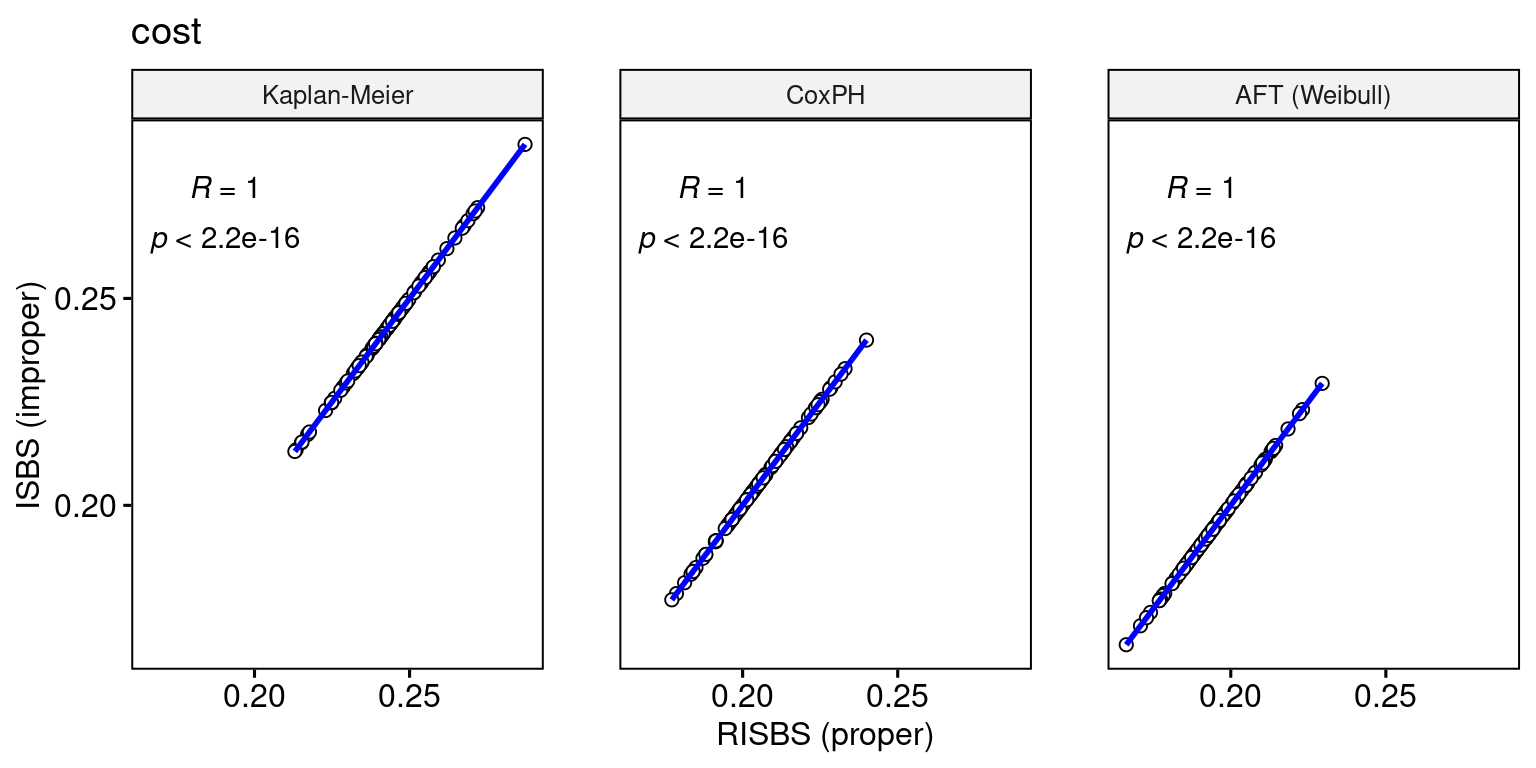 cost
Kaplan-Meier
CoxPH
AFT (Weibull)
R = 1
p < 2.2e-16
R = 1
p < 2.2e-16
R = 1
p < 2.2e-16
ISBS (improper)
0.25
0.20
0.20 0.25
0.20 0.25
0.20 0.25
RISBS (proper)